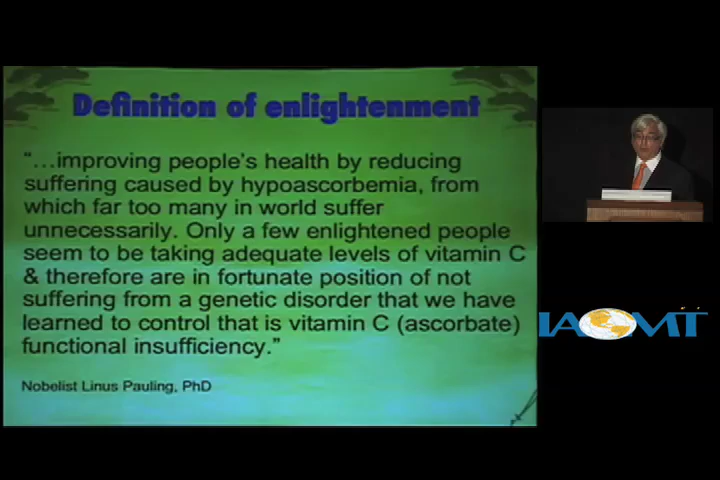 Definition of enlightenment
“…improving people's health by reducing
suffering caused by hypoascorbemia, from
which far too many in world suffer
unnecessarily. Only a few enlightened people
seem to be taking adequate levels of vitamin C
& therefore are in fortunate position of not
suffering from a genetic disorder that we have
learned to control that is vitamin C (ascorbate)
functional insufficiency.”
Nobelist Linus Pauling, PhD
IAOMT